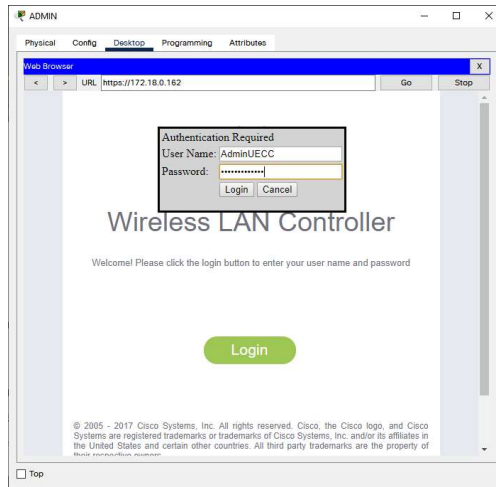 ADMIN
Physical Config Desktop Programming Attributes
Web Browser X
< > URL https://172.18.0.162 Go Stop
Authentication Required
User Name: AdminUECC
Password: •••••••••••••
Login Cancel
Wireless LAN Controller
Welcome! Please click the login button to enter your user name and password
Login
© 2005 - 2017 Cisco Systems, Inc. All rights reserved. Cisco, the Cisco logo, and Cisco
Systems are registered trademarks or trademarks of Cisco Systems, Inc. and/or its affiliates in
the United States and certain other countries. All third party trademarks are the property of
their respective owners
Top